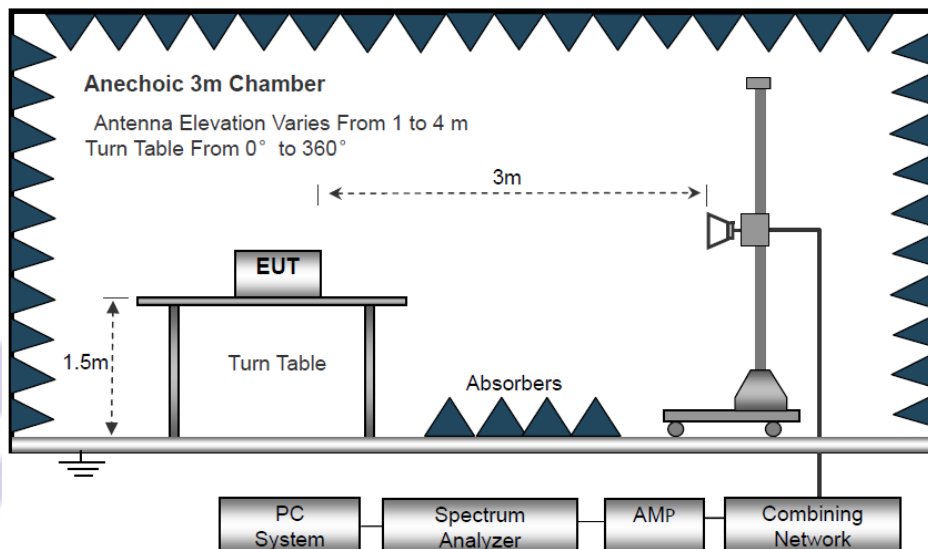 Anechoic 3m Chamber
Antenna Elevation Varies From 1 to 4 m
Turn Table From 0° to 360°
3m
EUT
1.5m
Turn Table
Absorbers
PC
System
Spectrum
Analyzer
AMP
Combining
Network